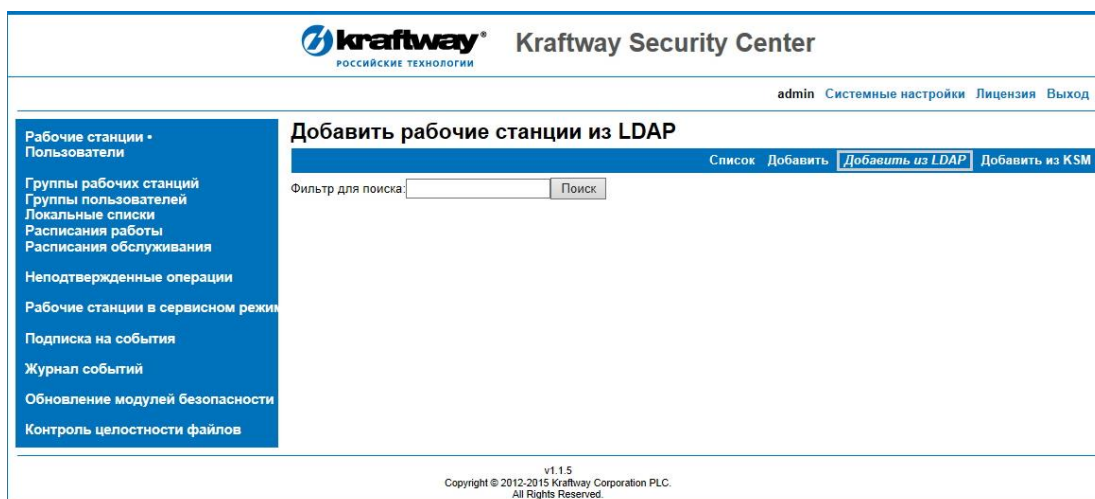 kraftway®
РОССИЙСКИЕ ТЕХНОЛОГИИ
Kraftway Security Center
admin Системные настройки Лицензия Выход
Рабочие станции •
Пользователи
Группы рабочих станций
Группы пользователей
Локальные списки
Расписания работы
Расписания обслуживания
Неподтвержденные операции
Рабочие станции в сервисном режим
Подписка на события
Журнал событий
Обновление модулей безопасности
Контроль целостности файлов
Добавить рабочие станции из LDAP
Список Добавить Добавить из LDAP Добавить из KSM
Фильтр для поиска: Поиск
v1.1.5
Copyright © 2012-2015 Kraftway Corporation PLC.
All Rights Reserved.